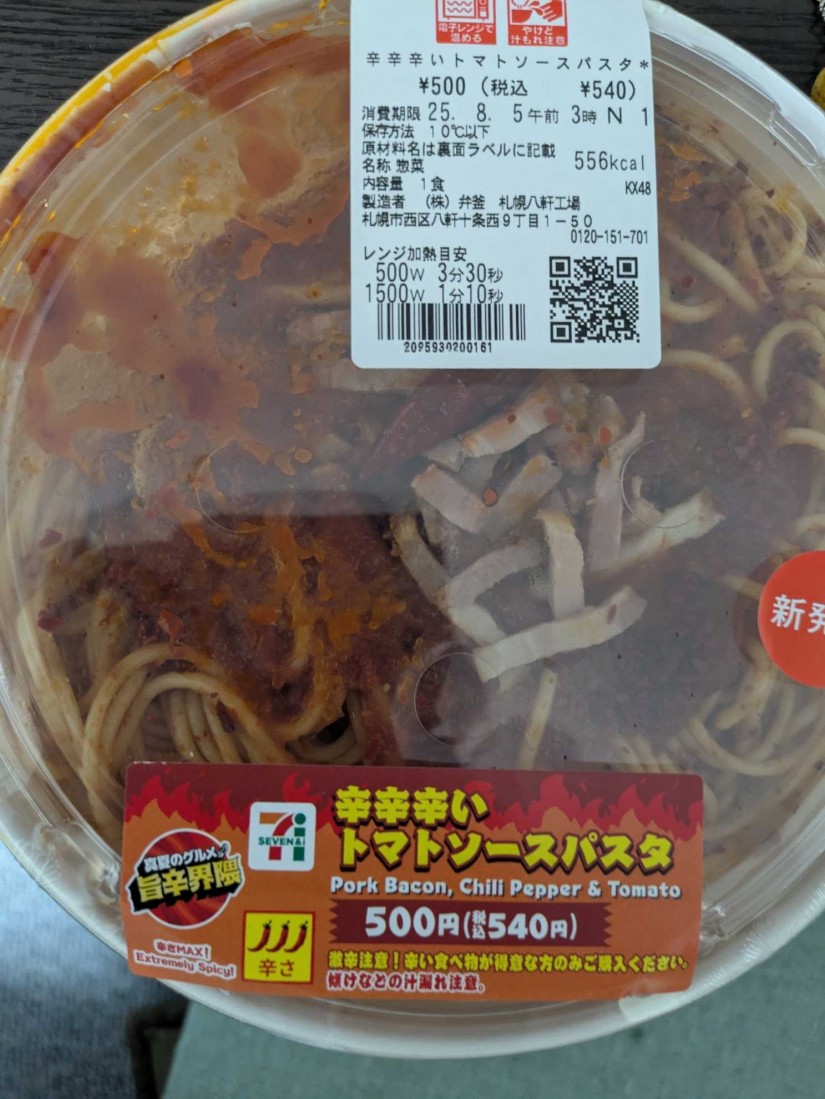 電子レンジで
温める
やけど
汁もれ注意
辛辛辛いトマトソースパスタ*
¥500 (税込 ¥540)
消費期限 25. 8. 5午前 3時 N 1
保存方法 10℃以下
原材料名は裏面ラベルに記載
556kcal
名称 惣菜
内容量 1食
KX48
製造者 (株)弁釜 札幌八軒工場
札幌市西区八軒十条西9丁目1-50
0120-151-701
レンジ加熱目安
500W 3分30秒
1500W 1分10秒
2095930200161
新発
真夏のグルメ
旨辛界隈
7
SEVEN&i
辛辛辛い
トマトソースパスタ
Pork Bacon, Chili Pepper & Tomato
500円(税込540円)
辛さMAX!
Extremely Spicy!
辛さ
激辛注意!辛い食べ物が得意な方のみご購入ください。
傾けなどの汁漏れ注意。